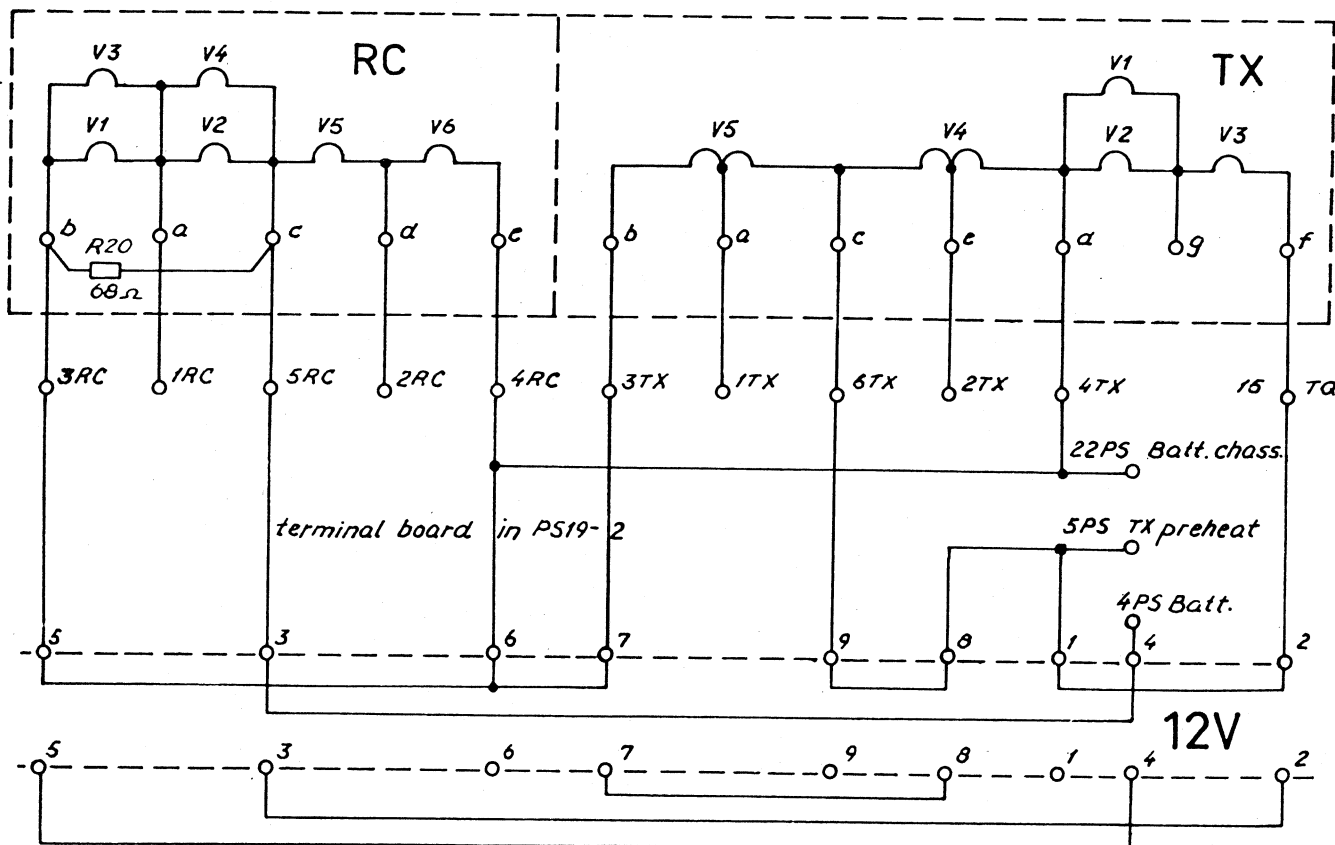 RC
TX
V3 V4
V1
V1 V2 V5 V6
V5 V4 V2 V3
b a c d e
b a c e d g f
R20
68Ω
3RC 1RC 5RC 2RC 4RC 3TX 1TX 6TX 2TX 4TX 16 Ta
22PS Batt. chass.
terminal board in PS19-2
5PS TX preheat
4PS Batt.
5 3 6 7 9 8 1 4 2
12V
5 3 6 7 9 8 1 4 2